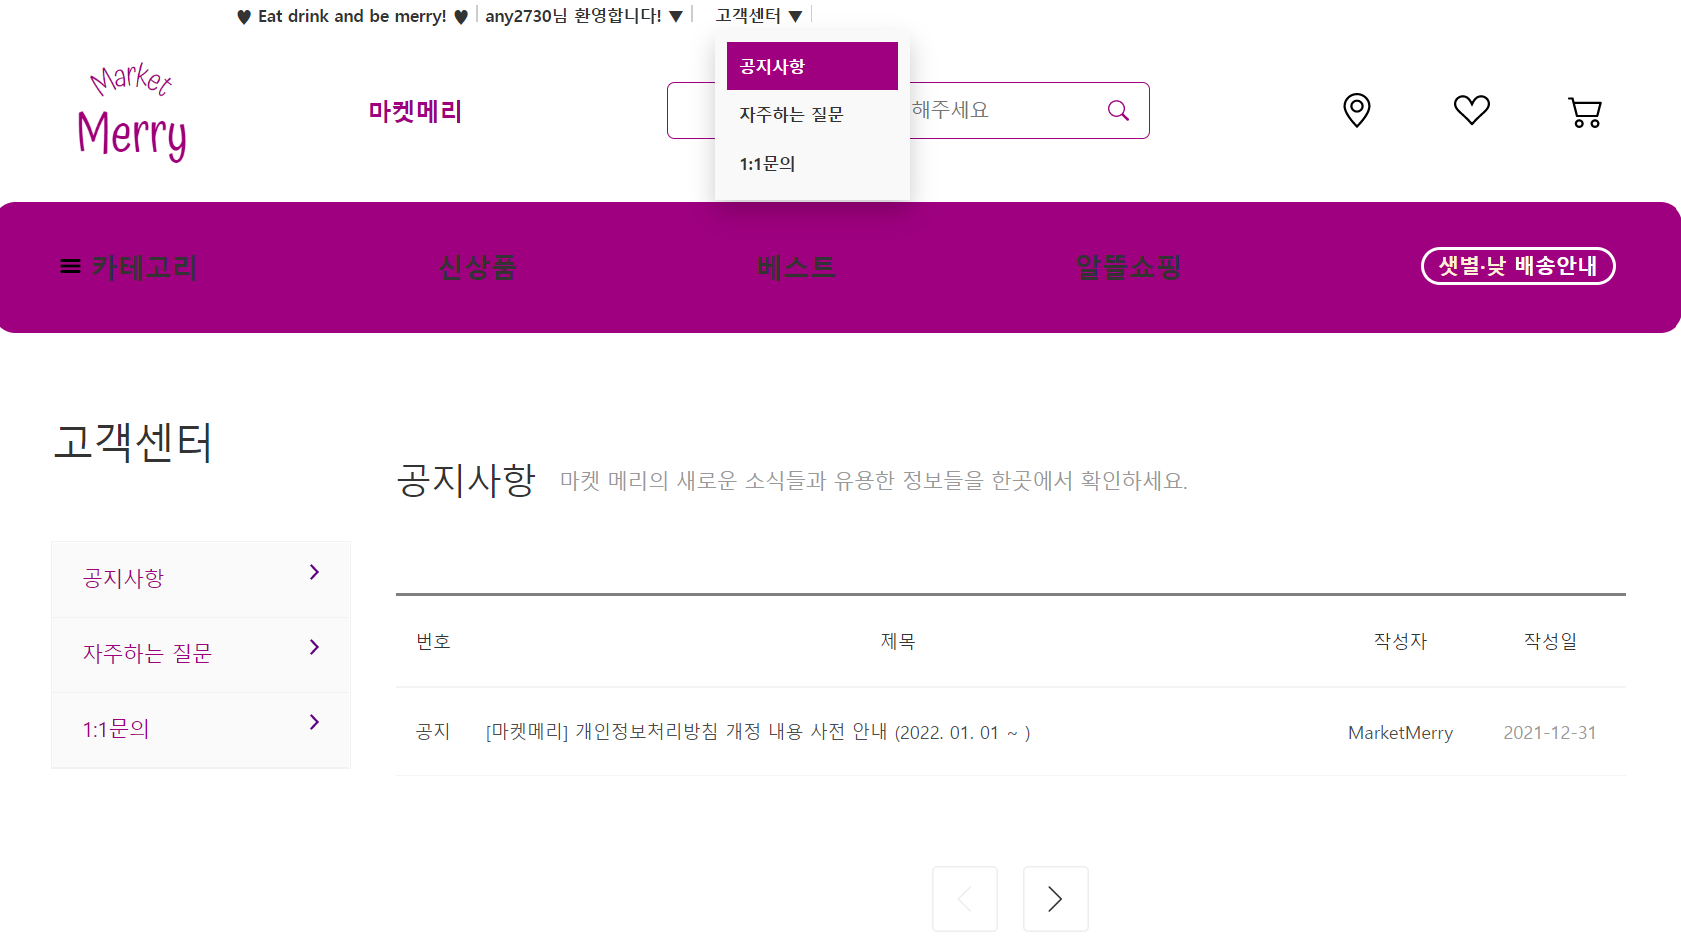 ♥ Eat drink and be merry! ♥ any2730님 환영합니다! ▼ 고객센터 ▼
공지사항
자주하는 질문
1:1문의
Market
Merry
마켓메리
해주세요
카테고리 신상품 베스트 알뜰쇼핑 샛별·낮 배송안내
고객센터
공지사항
자주하는 질문
1:1문의
공지사항 마켓 메리의 새로운 소식들과 유용한 정보들을 한곳에서 확인하세요.
번호 제목 작성자 작성일
공지 [마켓메리] 개인정보처리방침 개정 내용 사전 안내 (2022. 01. 01 ~ ) MarketMerry 2021-12-31